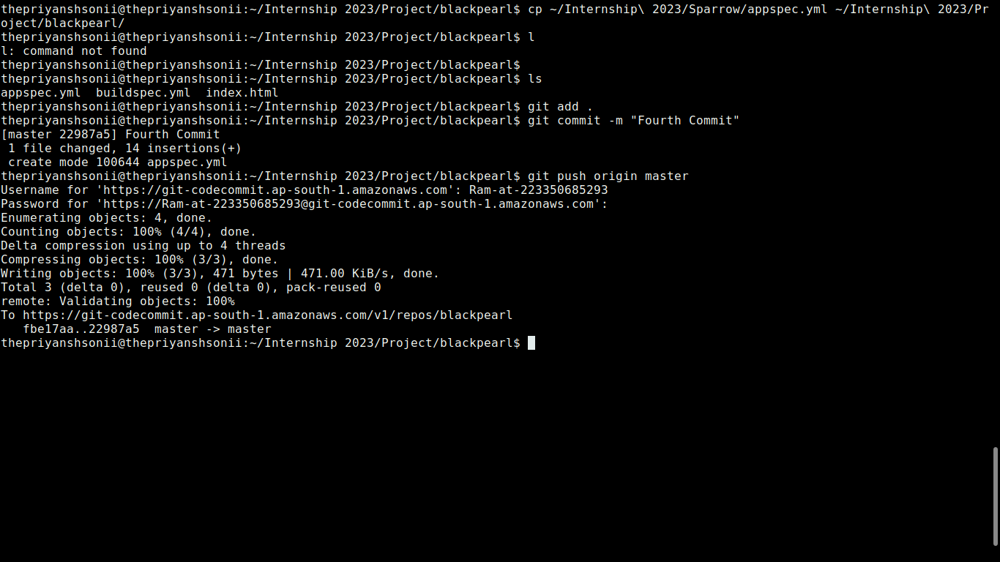 thepriyanshsonii@thepriyanshsonii:~/Internship 2023/Project/blackpearl$ cp ~/Internship\ 2023/Sparrow/appspec.yml ~/Internship\ 2023/Pr
oject/blackpearl/
thepriyanshsonii@thepriyanshsonii:~/Internship 2023/Project/blackpearl$ l
l: command not found
thepriyanshsonii@thepriyanshsonii:~/Internship 2023/Project/blackpearl$
thepriyanshsonii@thepriyanshsonii:~/Internship 2023/Project/blackpearl$ ls
appspec.yml  buildspec.yml  index.html
thepriyanshsonii@thepriyanshsonii:~/Internship 2023/Project/blackpearl$ git add .
thepriyanshsonii@thepriyanshsonii:~/Internship 2023/Project/blackpearl$ git commit -m "Fourth Commit"
[master 22987a5] Fourth Commit
 1 file changed, 14 insertions(+)
 create mode 100644 appspec.yml
thepriyanshsonii@thepriyanshsonii:~/Internship 2023/Project/blackpearl$ git push origin master
Username for 'https://git-codecommit.ap-south-1.amazonaws.com': Ram-at-223350685293
Password for 'https://Ram-at-223350685293@git-codecommit.ap-south-1.amazonaws.com':
Enumerating objects: 4, done.
Counting objects: 100% (4/4), done.
Delta compression using up to 4 threads
Compressing objects: 100% (3/3), done.
Writing objects: 100% (3/3), 471 bytes | 471.00 KiB/s, done.
Total 3 (delta 0), reused 0 (delta 0), pack-reused 0
remote: Validating objects: 100%
To https://git-codecommit.ap-south-1.amazonaws.com/v1/repos/blackpearl
   fbe17aa..22987a5  master -> master
thepriyanshsonii@thepriyanshsonii:~/Internship 2023/Project/blackpearl$